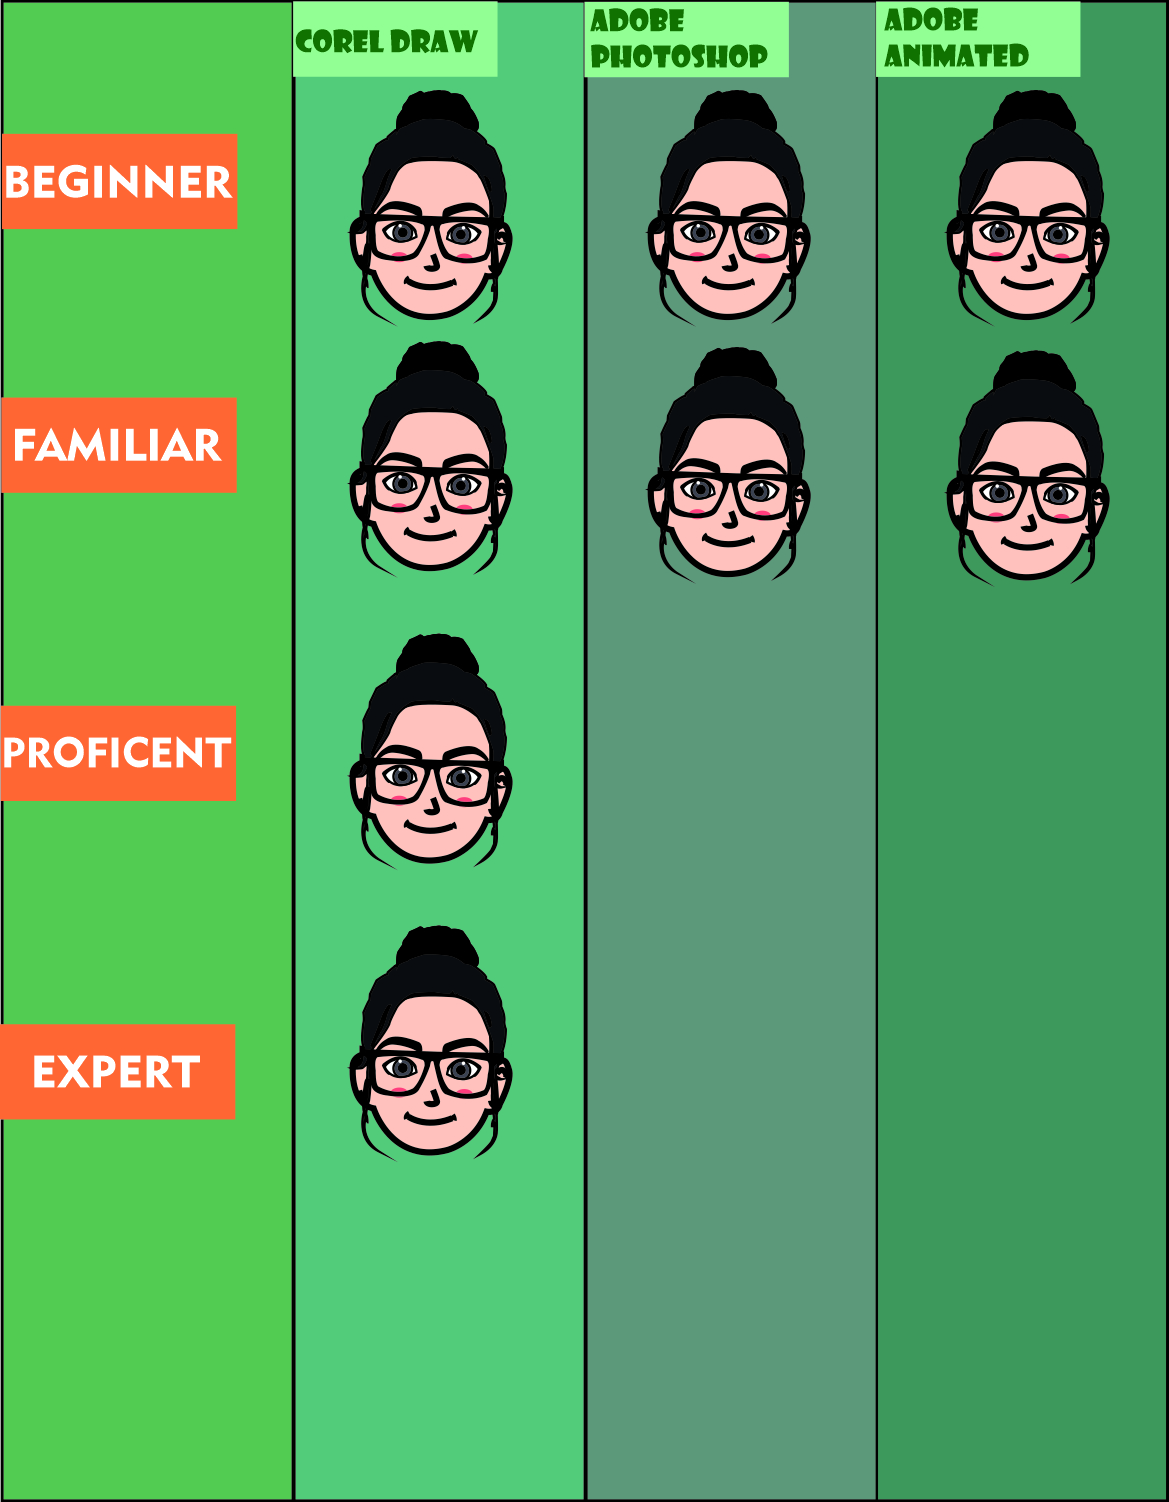 COREL DRAW
ADOBE
PHOTOSHOP
ADOBE
ANIMATED
BEGINNER
FAMILIAR
PROFICENT
EXPERT